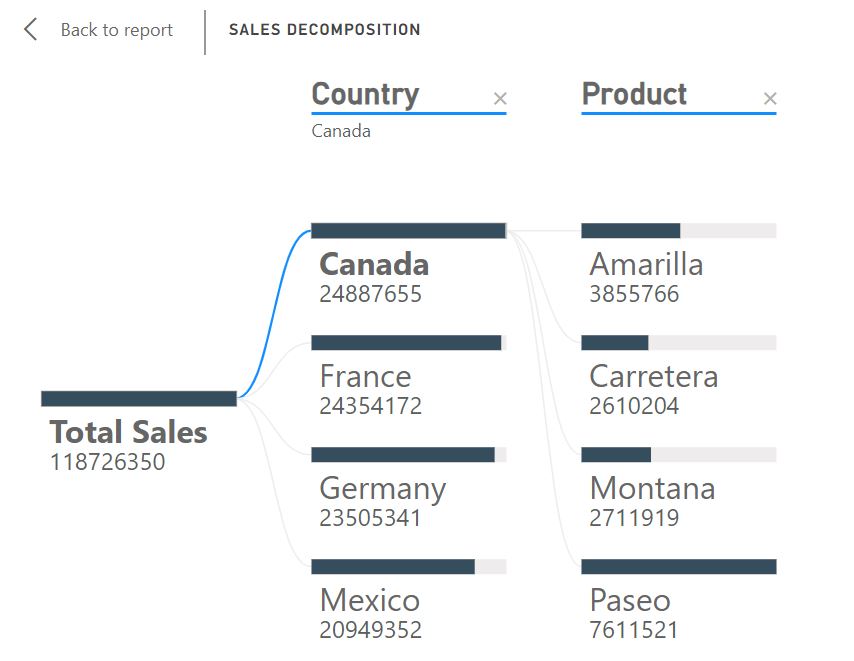 Back to report
SALES DECOMPOSITION
Country
Product
Canada
Canada
24887655
Amarilla
3855766
France
24354172
Carretera
2610204
Total Sales
118726350
Germany
23505341
Montana
2711919
Mexico
20949352
Paseo
7611521